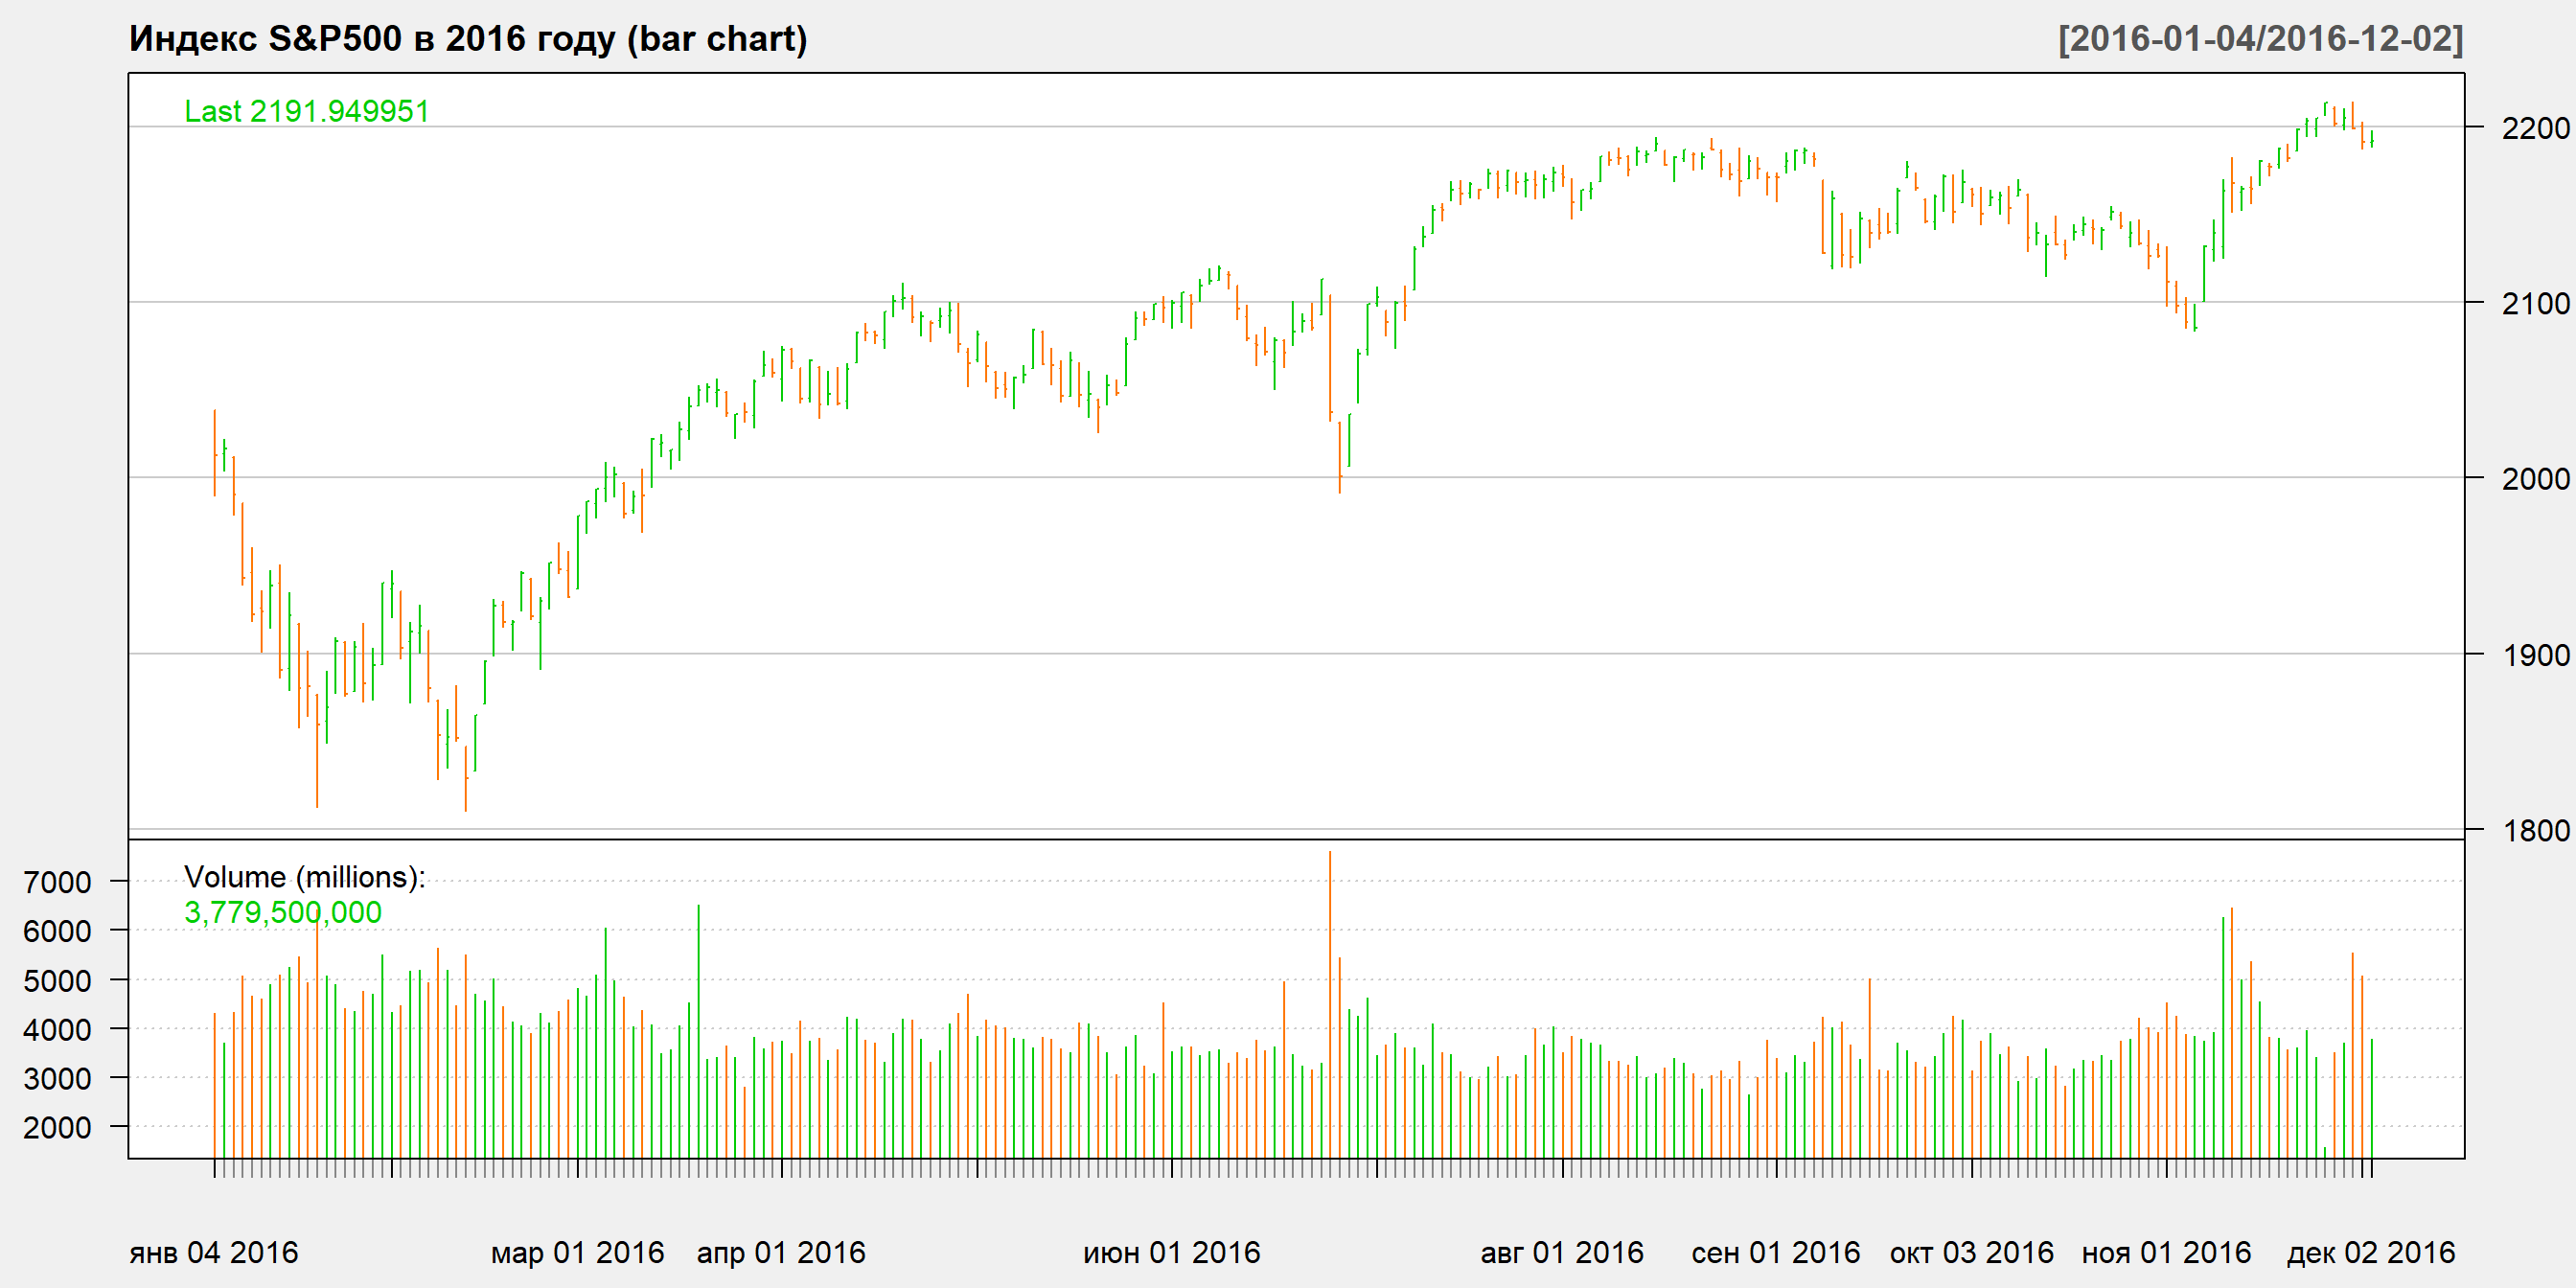 Индекс S&P500 в 2016 году (bar chart)
[2016-01-04/2016-12-02]
Last 2191.949951
2200
2100
2000
1900
1800
Volume (millions):
3,779,500,000
7000
6000
5000
4000
3000
2000
янв 04 2016
мар 01 2016
апр 01 2016
июн 01 2016
авг 01 2016
сен 01 2016
окт 03 2016
ноя 01 2016
дек 02 2016